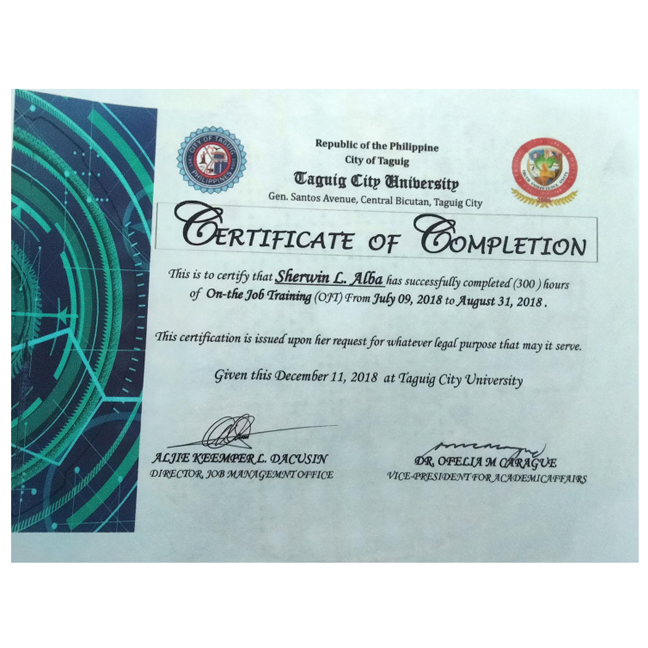 Republic of the Philippine
City of Taguig
Taguig City University
Gen. Santos Avenue, Central Bicutan, Taguig City
CERTIFICATE OF COMPLETION
This is to certify that Sherwin L. Alba has successfully completed (300 ) hours
of On-the Job Training (OJT) From July 09, 2018 to August 31, 2018 .
This certification is issued upon her request for whatever legal purpose that may it serve.
Given this December 11, 2018 at Taguig City University
ALJIE KEEMPER L. DACUSIN
DIRECTOR, JOB MANAGEMNT OFFICE
DR, OFELIA M CARAGUE
VICE-PRESIDENT FOR ACADEMIC AFFAIRS
CITY OF TAGUIG
PHILIPPINES